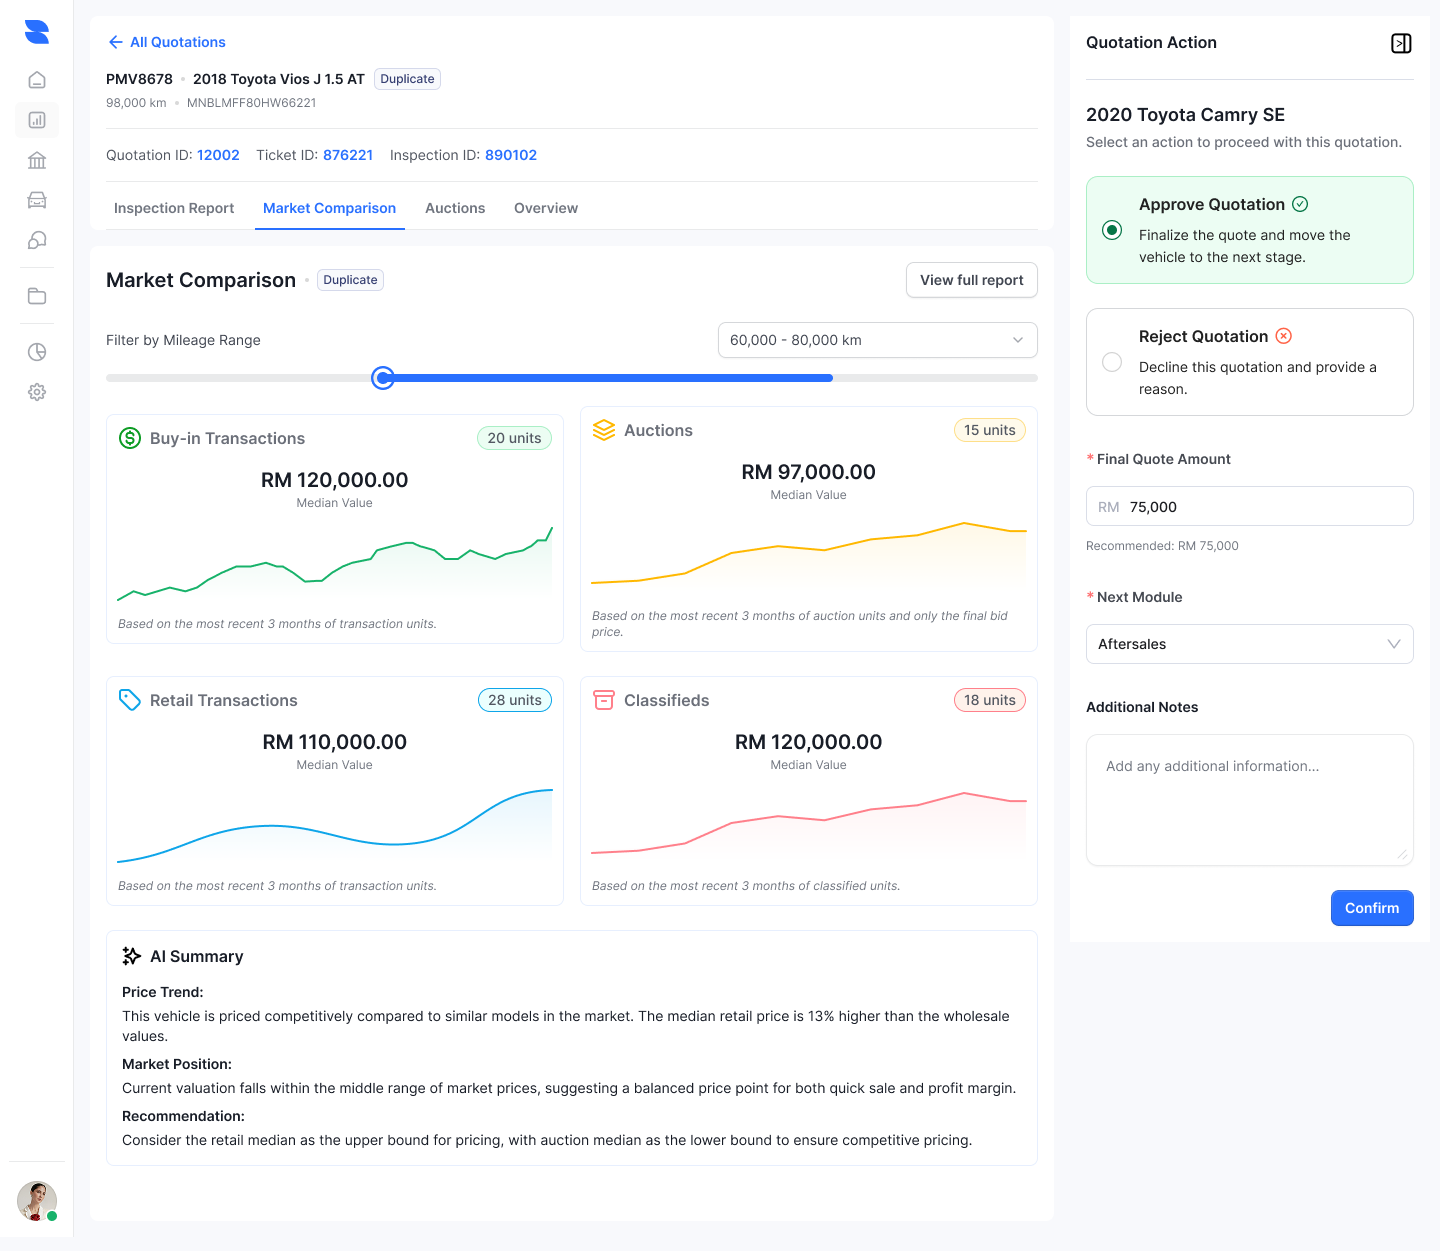 All Quotations
PMV8678 • 2018 Toyota Vios J 1.5 AT Duplicate
98,000 km • MNBLMFF80HW66221
Quotation ID: 12002 Ticket ID: 876221 Inspection ID: 890102
Inspection Report Market Comparison Auctions Overview
Market Comparison • Duplicate
View full report
Filter by Mileage Range
60,000 - 80,000 km
Buy-in Transactions
20 units
RM 120,000.00
Median Value
Based on the most recent 3 months of transaction units.
Auctions
15 units
RM 97,000.00
Median Value
Based on the most recent 3 months of auction units and only the final bid
price.
Retail Transactions
28 units
RM 110,000.00
Median Value
Based on the most recent 3 months of transaction units.
Classifieds
18 units
RM 120,000.00
Median Value
Based on the most recent 3 months of classified units.
AI Summary
Price Trend:
This vehicle is priced competitively compared to similar models in the market. The median retail price is 13% higher than the wholesale
values.
Market Position:
Current valuation falls within the middle range of market prices, suggesting a balanced price point for both quick sale and profit margin.
Recommendation:
Consider the retail median as the upper bound for pricing, with auction median as the lower bound to ensure competitive pricing.
Quotation Action
2020 Toyota Camry SE
Select an action to proceed with this quotation.
Approve Quotation
Finalize the quote and move the
vehicle to the next stage.
Reject Quotation
Decline this quotation and provide a
reason.
* Final Quote Amount
RM 75,000
Recommended: RM 75,000
* Next Module
Aftersales
Additional Notes
Add any additional information...
Confirm